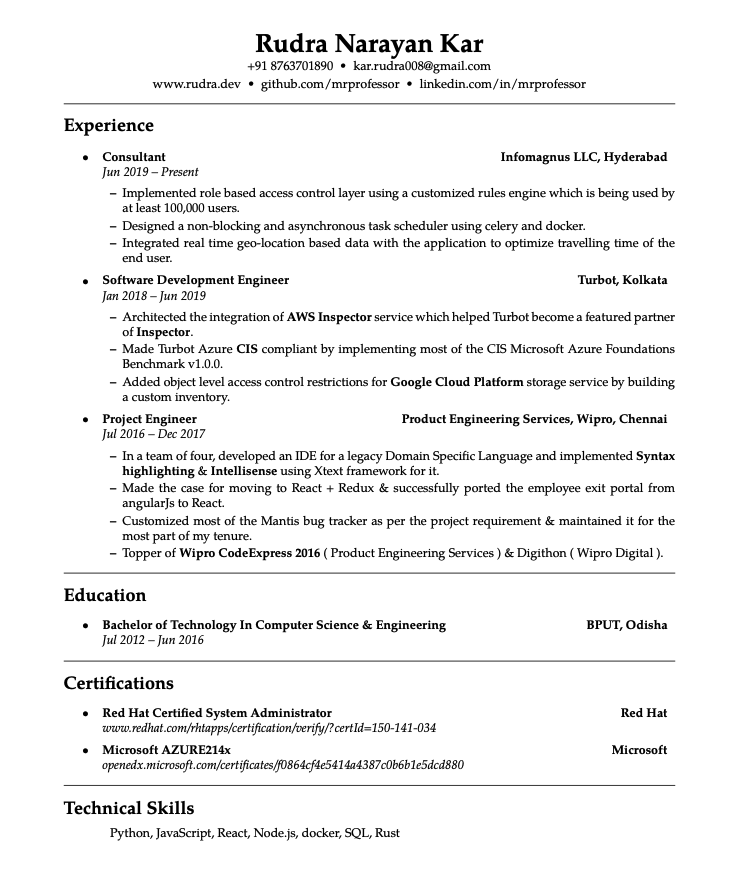 Rudra Narayan Kar
+91 8763701890 • kar.rudra008@gmail.com
www.rudra.dev • github.com/mrprofessor • linkedin.com/in/mrprofessor
Experience
• Consultant Infomagnus LLC, Hyderabad
Jun 2019 – Present
– Implemented role based access control layer using a customized rules engine which is being used by
at least 100,000 users.
– Designed a non-blocking and asynchronous task scheduler using celery and docker.
– Integrated real time geo-location based data with the application to optimize travelling time of the
end user.
• Software Development Engineer Turbot, Kolkata
Jan 2018 – Jun 2019
– Architected the integration of AWS Inspector service which helped Turbot become a featured partner
of Inspector.
– Made Turbot Azure CIS compliant by implementing most of the CIS Microsoft Azure Foundations
Benchmark v1.0.0.
– Added object level access control restrictions for Google Cloud Platform storage service by building
a custom inventory.
• Project Engineer Product Engineering Services, Wipro, Chennai
Jul 2016 – Dec 2017
– In a team of four, developed an IDE for a legacy Domain Specific Language and implemented Syntax
highlighting & Intellisense using Xtext framework for it.
– Made the case for moving to React + Redux & successfully ported the employee exit portal from
angularJs to React.
– Customized most of the Mantis bug tracker as per the project requirement & maintained it for the
most part of my tenure.
– Topper of Wipro CodeExpress 2016 ( Product Engineering Services ) & Digithon ( Wipro Digital ).
Education
• Bachelor of Technology In Computer Science & Engineering BPUT, Odisha
Jul 2012 – Jun 2016
Certifications
• Red Hat Certified System Administrator Red Hat
www.redhat.com/rhtapps/certification/verify/?certId=150-141-034
• Microsoft AZURE214x Microsoft
openedx.microsoft.com/certificates/f0864cf4e5414a4387c0b6b1e5dcd880
Technical Skills
Python, JavaScript, React, Node.js, docker, SQL, Rust